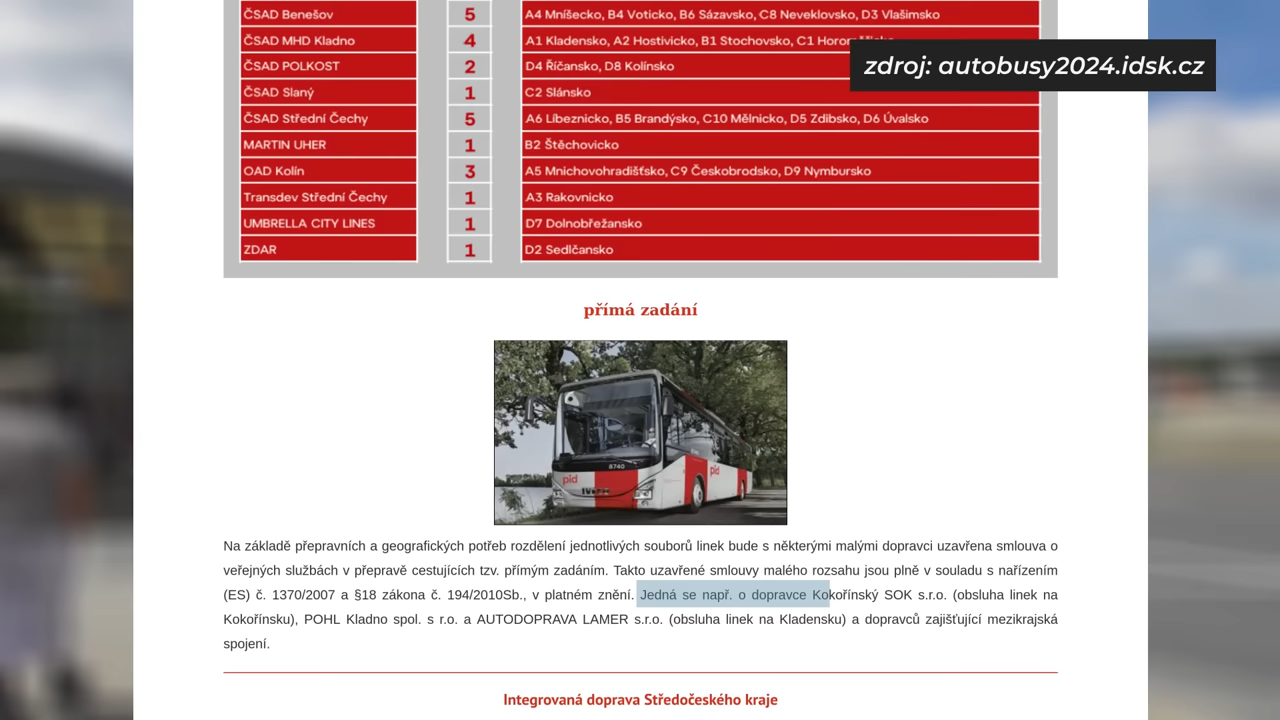 ČSAD Benešov 5 A4 Mníšecko, B4 Voticko, B6 Sázavsko, C8 Neveklovsko, D3 Vlašimsko
ČSAD MHD Kladno 4 A1 Kladensko, A2 Hostivicko, B1 Stochovsko, C1
zdroj: autobusy2024.idsk.cz
ČSAD POLKOST 2 D4 Říčansko, D8 Kolínsko
ČSAD Slaný 1 C2 Slánsko
ČSAD Střední Čechy 5 A6 Líbeznicko, B5 Brandýsko, C10 Mělnicko, D5 Zdibsko, D6 Úvalsko
MARTIN UHER 1 B2 Štěchovicko
OAD Kolín 3 A5 Mnichovohradišťsko, C9 Českobrodsko, D9 Nymbursko
Transdev Střední Čechy 1 A3 Rakovnicko
UMBRELLA CITY LINES 1 D7 Dolnobřežansko
ZDAR 1 D2 Sedlčansko
přímá zadání
8740
pid
pid
Na základě přepravních a geografických potřeb rozdělení jednotlivých souborů linek bude s některými malými dopravci uzavřena smlouva o
veřejných službách v přepravě cestujících tzv. přímým zadáním. Takto uzavřené smlouvy malého rozsahu jsou plně v souladu s nařízením
(ES) č. 1370/2007 a §18 zákona č. 194/2010Sb., v platném znění. Jedná se např. o dopravce Kokořínský SOK s.r.o. (obsluha linek na
Kokořínsku), POHL Kladno spol. s r.o. a AUTODOPRAVA LAMER s.r.o. (obsluha linek na Kladensku) a dopravců zajišťující mezikrajská
spojení.
Integrovaná doprava Středočeského kraje